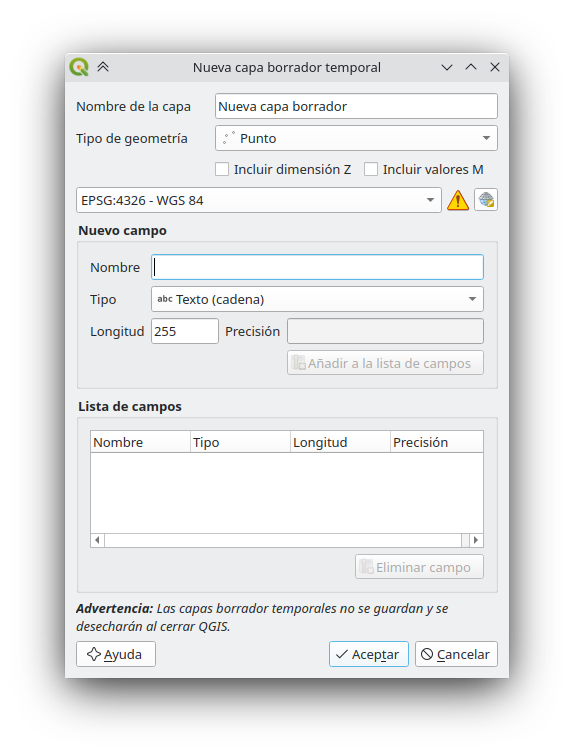 Nueva capa borrador temporal
Nombre de la capa Nueva capa borrador
Tipo de geometría Punto
Incluir dimensión Z Incluir valores M
EPSG:4326 - WGS 84
Nuevo campo
Nombre
Tipo abc Texto (cadena)
Longitud 255 Precisión
Añadir a la lista de campos
Lista de campos
Nombre Tipo Longitud Precisión
Eliminar campo
Advertencia: Las capas borrador temporales no se guardan y se
desecharán al cerrar QGIS.
Ayuda Aceptar Cancelar